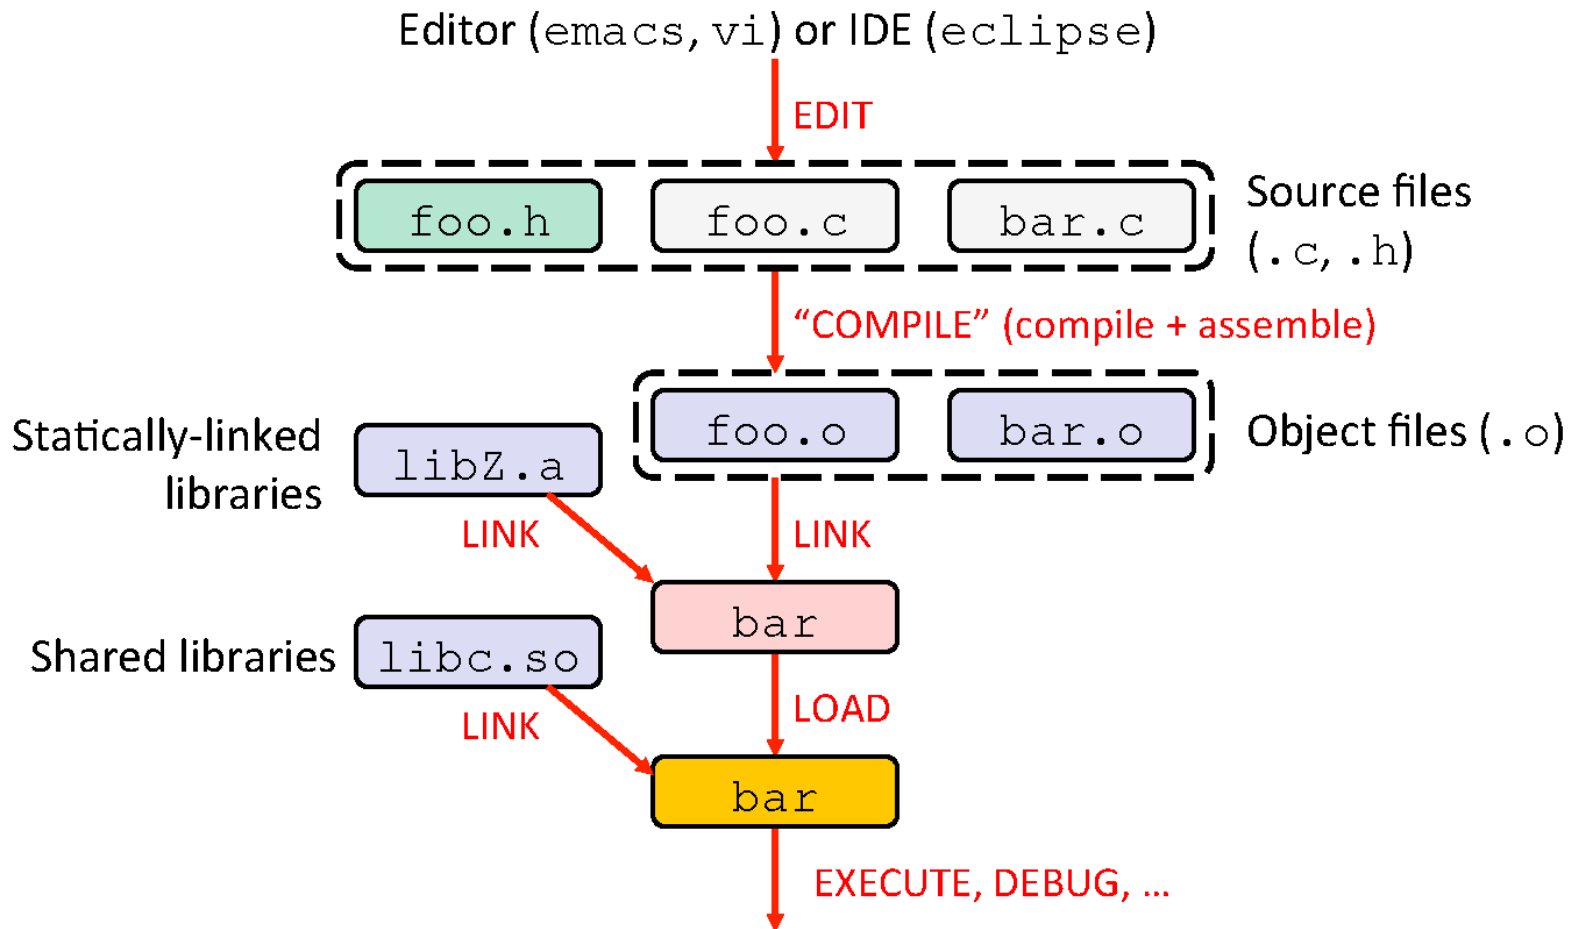 Editor (emacs, vi) or IDE (eclipse)
EDIT
foo.h
foo.c
bar.c
Source files
(.c, .h)
“COMPILE” (compile + assemble)
Statically-linked
libraries
libZ.a
foo.o
bar.o
Object files (.o)
LINK
LINK
bar
Shared libraries
libc.so
LINK
LOAD
bar
EXECUTE, DEBUG, …